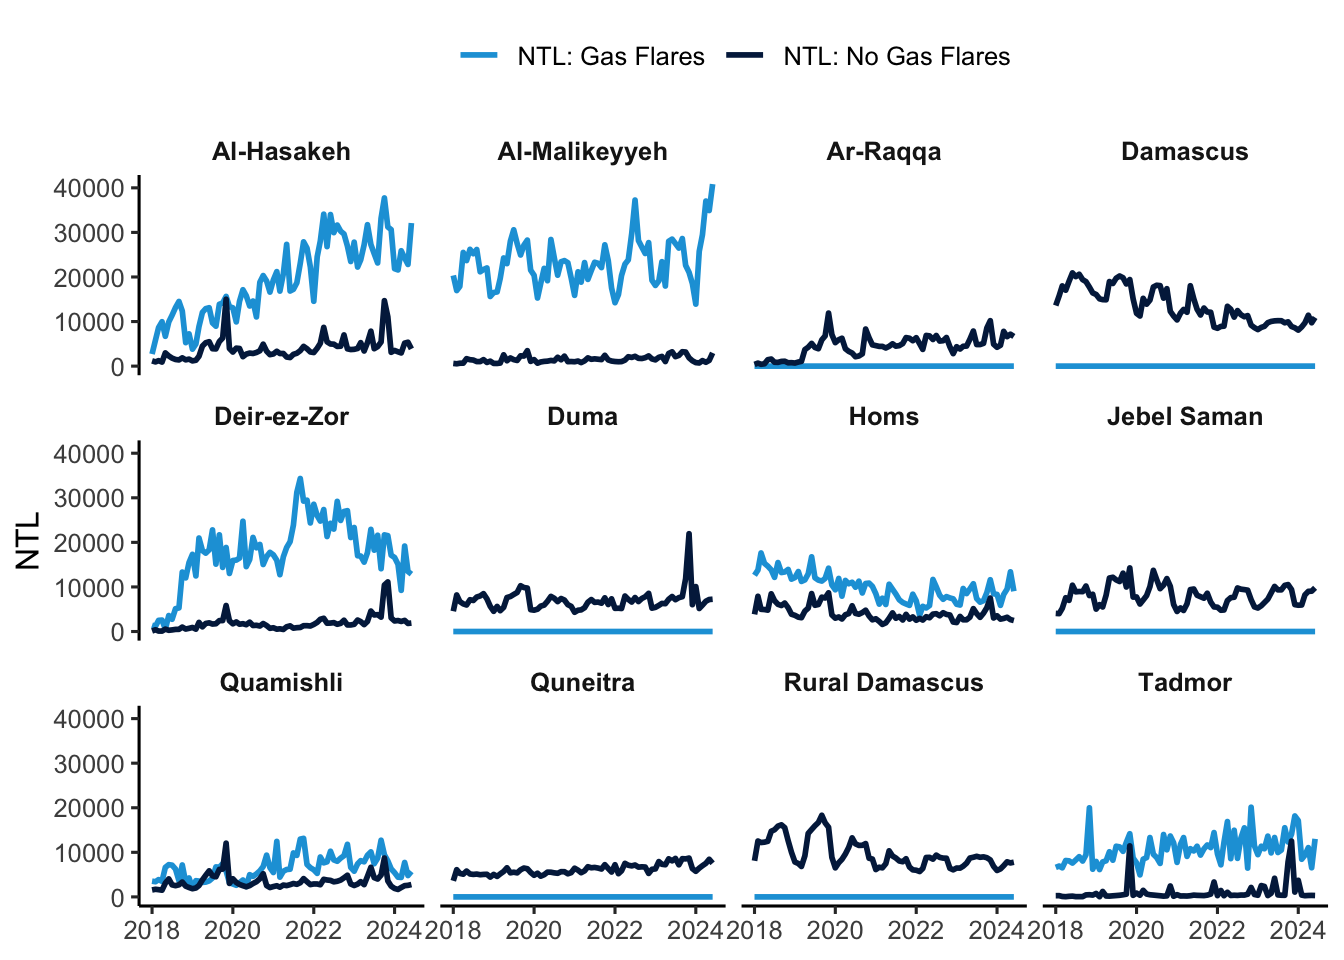 NTL: Gas Flares NTL: No Gas Flares
Al-Hasakeh Al-Malikeyyeh Ar-Raqqa Damascus
40000
30000
20000
10000
0
Deir-ez-Zor Duma Homs Jebel Saman
40000
30000
20000
10000
0
NTL
Quamishli Quneitra Rural Damascus Tadmor
40000
30000
20000
10000
0
2018 2020 2022 2024 2018 2020 2022 2024 2018 2020 2022 2024 2018 2020 2022 2024